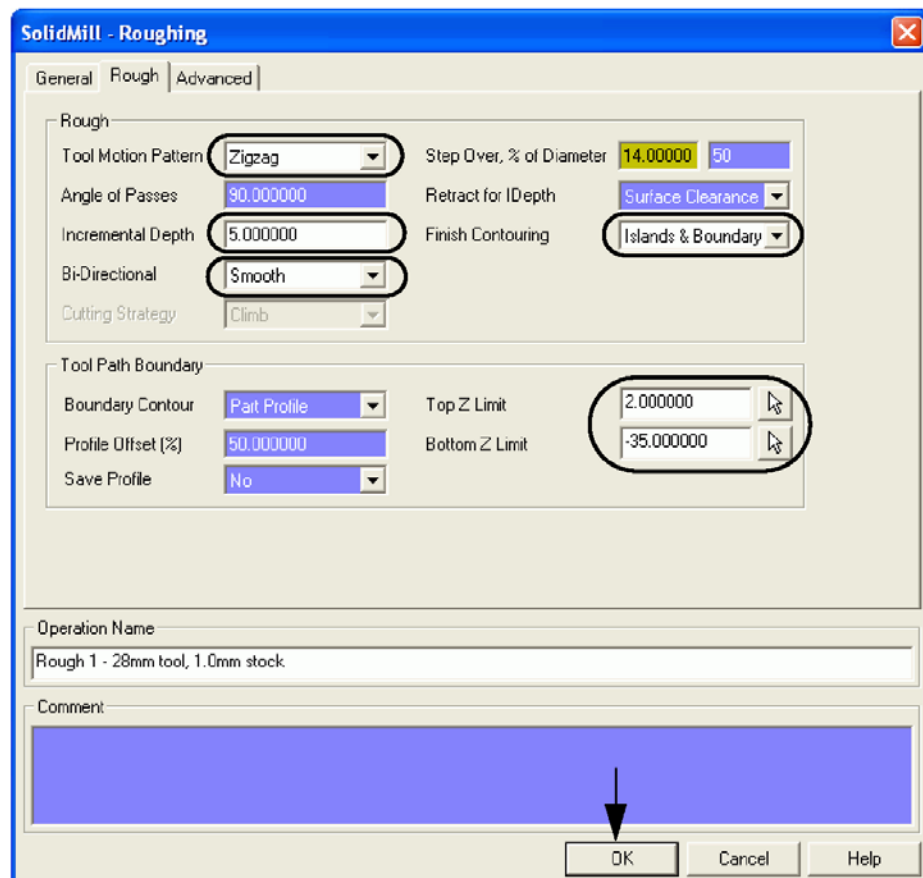 SolidMill - Roughing
General Rough Advanced
Rough
Tool Motion Pattern Zigzag Step Over, % of Diameter 14.00000 50
Angle of Passes 90.000000 Retract for IDepth Surface Clearance
Incremental Depth 5.000000 Finish Contouring Islands & Boundary
Bi-Directional Smooth
Cutting Strategy Climb
Tool Path Boundary
Boundary Contour Part Profile Top Z Limit 2.000000
Profile Offset (%) 50.000000 Bottom Z Limit -35.000000
Save Profile No
Operation Name
Rough 1 - 28mm tool, 1.0mm stock
Comment
OK Cancel Help